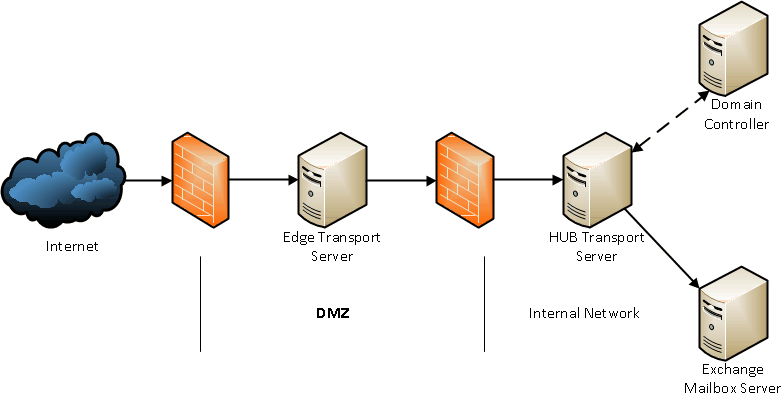 Domain
Controller
Internet
Edge Transport
Server
HUB Transport
Server
DMZ
Internal Network
Exchange
Mailbox Server